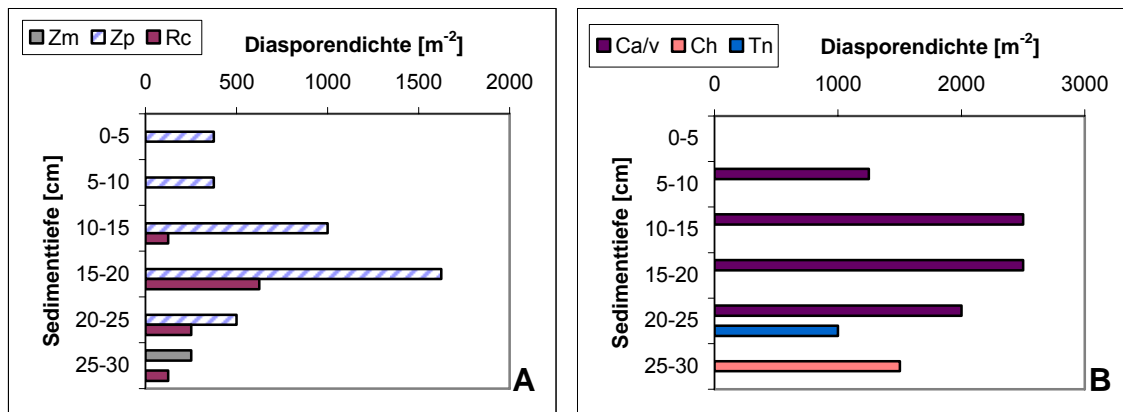 Zm Zp Rc
Diasporendichte [m⁻²]
0 500 1000 1500 2000
Sedimenttiefe [cm]
0-5
5-10
10-15
15-20
20-25
25-30
A
Ca/v Ch Tn
Diasporendichte [m⁻²]
0 1000 2000 3000
Sedimenttiefe [cm]
0-5
5-10
10-15
15-20
20-25
25-30
B